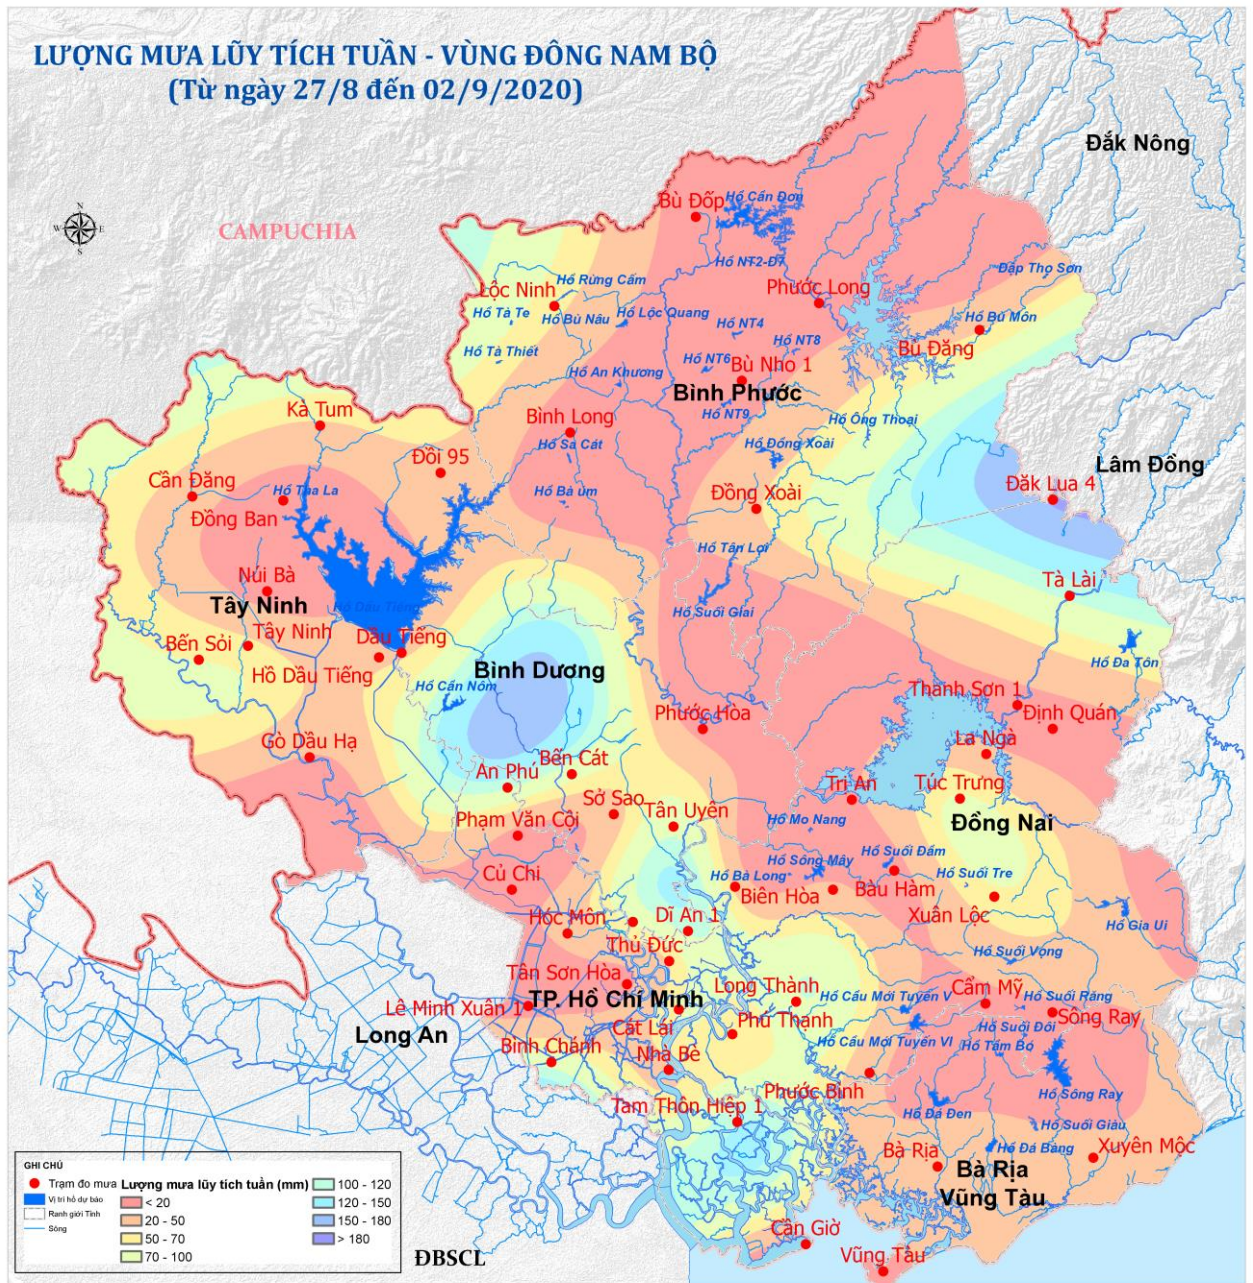 LƯỢNG MƯA LŨY TÍCH TUẦN - VÙNG ĐÔNG NAM BỘ
(Từ ngày 27/8 đến 02/9/2020)
Đắk Nông
N
W E
S
CAMPUCHIA
Bù Đốp
Hồ Cần Đơn
Hồ NT2-Đ7
Đập Thọ Sơn
Hồ Rừng Cấm
Phước Long
Lộc Ninh
Hồ Tà Te
Hồ Bù Nâu
Hồ Lộc Quang
Hồ NT4
Hồ Bù Môn
Hồ Tà Thiết
Hồ NT8
Bù Đăng
Hồ NT6
Bù Nho 1
Hồ An Khương
Bình Phước
Kà Tum
Bình Long
Hồ NT9
Hồ Ông Thoại
Hồ Sa Cát
Hồ Đồng Xoài
Đồi 95
Lâm Đồng
Cần Đăng
Hồ Tha La
Hồ Bà úm
Đồng Xoài
Đăk Lua 4
Đồng Ban
Hồ Tân Lợi
Núi Bà
Tà Lài
Tây Ninh
Hồ Dầu Tiếng
Hồ Suối Giai
Bến Sỏi
Tây Ninh
Dầu Tiếng
Hồ Đa Tôn
Hồ Dầu Tiếng
Bình Dương
Hồ Cần Nôm
Thanh Sơn 1
Phước Hòa
Định Quán
Gò Dầu Hạ
La Ngà
Bến Cát
An Phú
Trị An
Túc Trưng
Sở Sao
Tân Uyên
Phạm Văn Cội
Hồ Mo Nang
Đồng Nai
Hồ Suối Đầm
Hồ Sông Mây
Củ Chi
Hồ Bà Long
Hồ Suối Tre
Biên Hòa
Bàu Hàm
Hóc Môn
Dĩ An 1
Xuân Lộc
Hồ Gia Ui
Thủ Đức
Hồ Suối Vọng
Tân Sơn Hòa
Long Thành
Cẩm Mỹ
TP. Hồ Chí Minh
Hồ Cầu Mới Tuyến V
Hồ Suối Răng
Lê Minh Xuân 1
Sông Ray
Long An
Cát Lái
Phú Thạnh
Hồ Suối Đôi
Bình Chánh
Nhà Bè
Hồ Cầu Mới Tuyến VI
Hồ Tầm Bó
Phước Bình
Hồ Sông Ray
Tam Thôn Hiệp 1
Hồ Đá Đen
Hồ Suối Giàu
Bà Rịa
Hồ Đá Bàng
Xuyên Mộc
Bà Rịa
Vũng Tàu
Cần Giờ
Vũng Tàu
ĐBSCL
GHI CHÚ
Trạm đo mưa
Vị trí hồ dự báo
Ranh giới Tỉnh
Sông
Lượng mưa lũy tích tuần (mm)
< 20
20 - 50
50 - 70
70 - 100
100 - 120
120 - 150
150 - 180
> 180